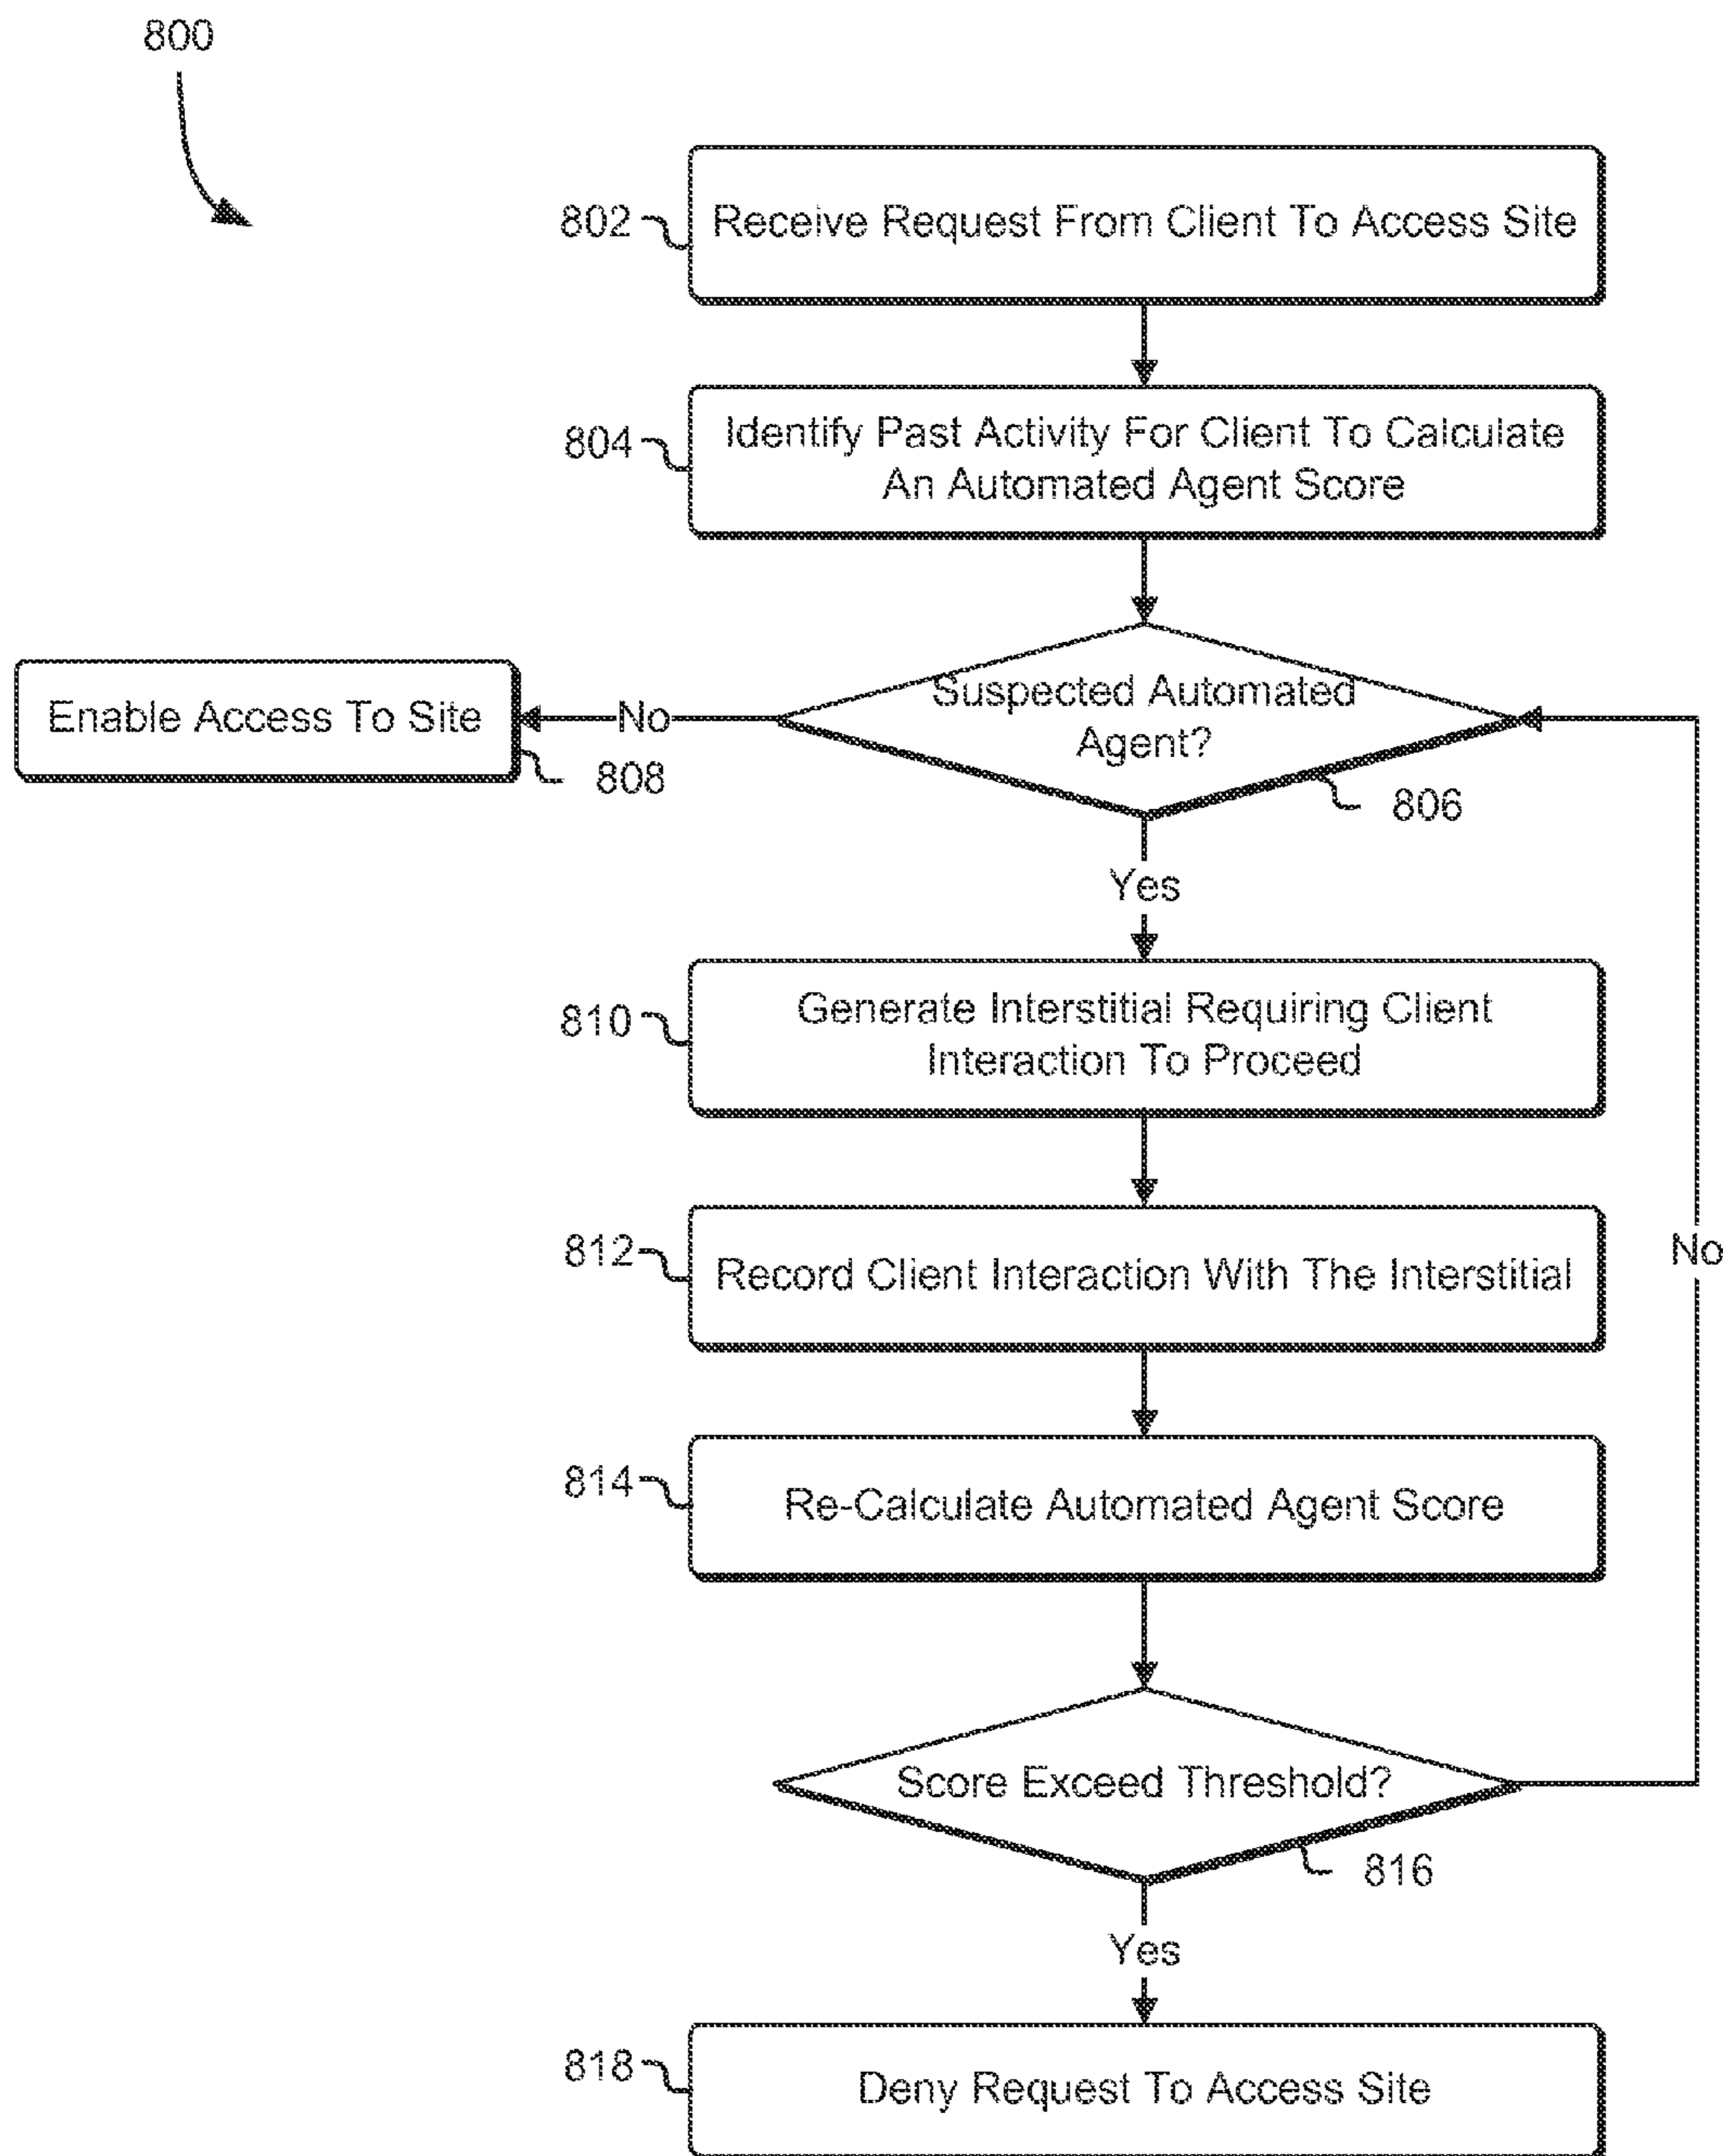 800
802
Receive Request From Client To Access Site
804
Identify Past Activity For Client To Calculate
An Automated Agent Score
Suspected Automated
Agent?
806
No
Enable Access To Site
808
Yes
810
Generate Interstitial Requiring Client
Interaction To Proceed
812
Record Client Interaction With The Interstitial
No
814
Re-Calculate Automated Agent Score
Score Exceed Threshold?
816
Yes
818
Deny Request To Access Site